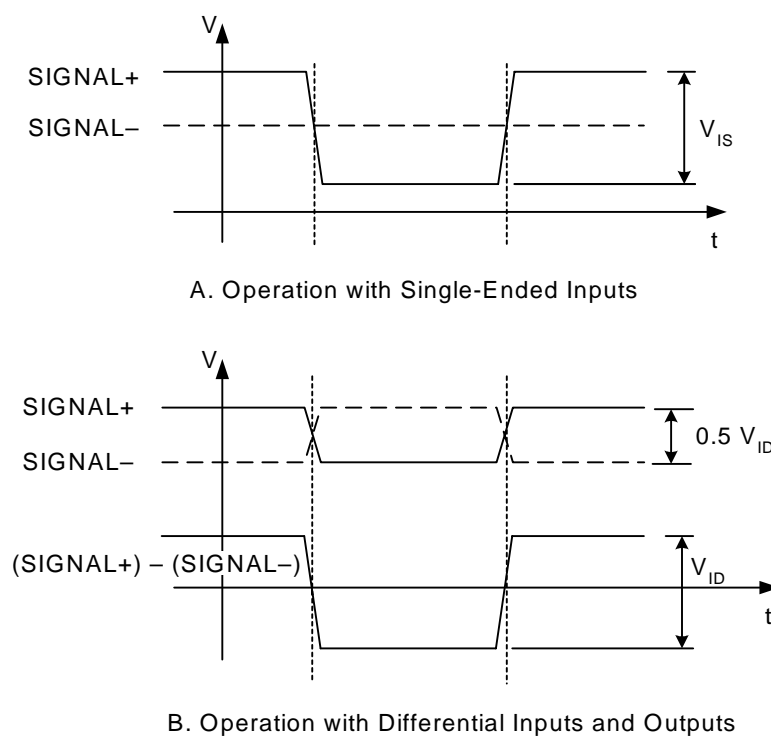 V
SIGNAL+
SIGNAL–
V_IS
t
A. Operation with Single-Ended Inputs
V
SIGNAL+
0.5 V_ID
SIGNAL–
(SIGNAL+) – (SIGNAL–)
V_ID
t
B. Operation with Differential Inputs and Outputs